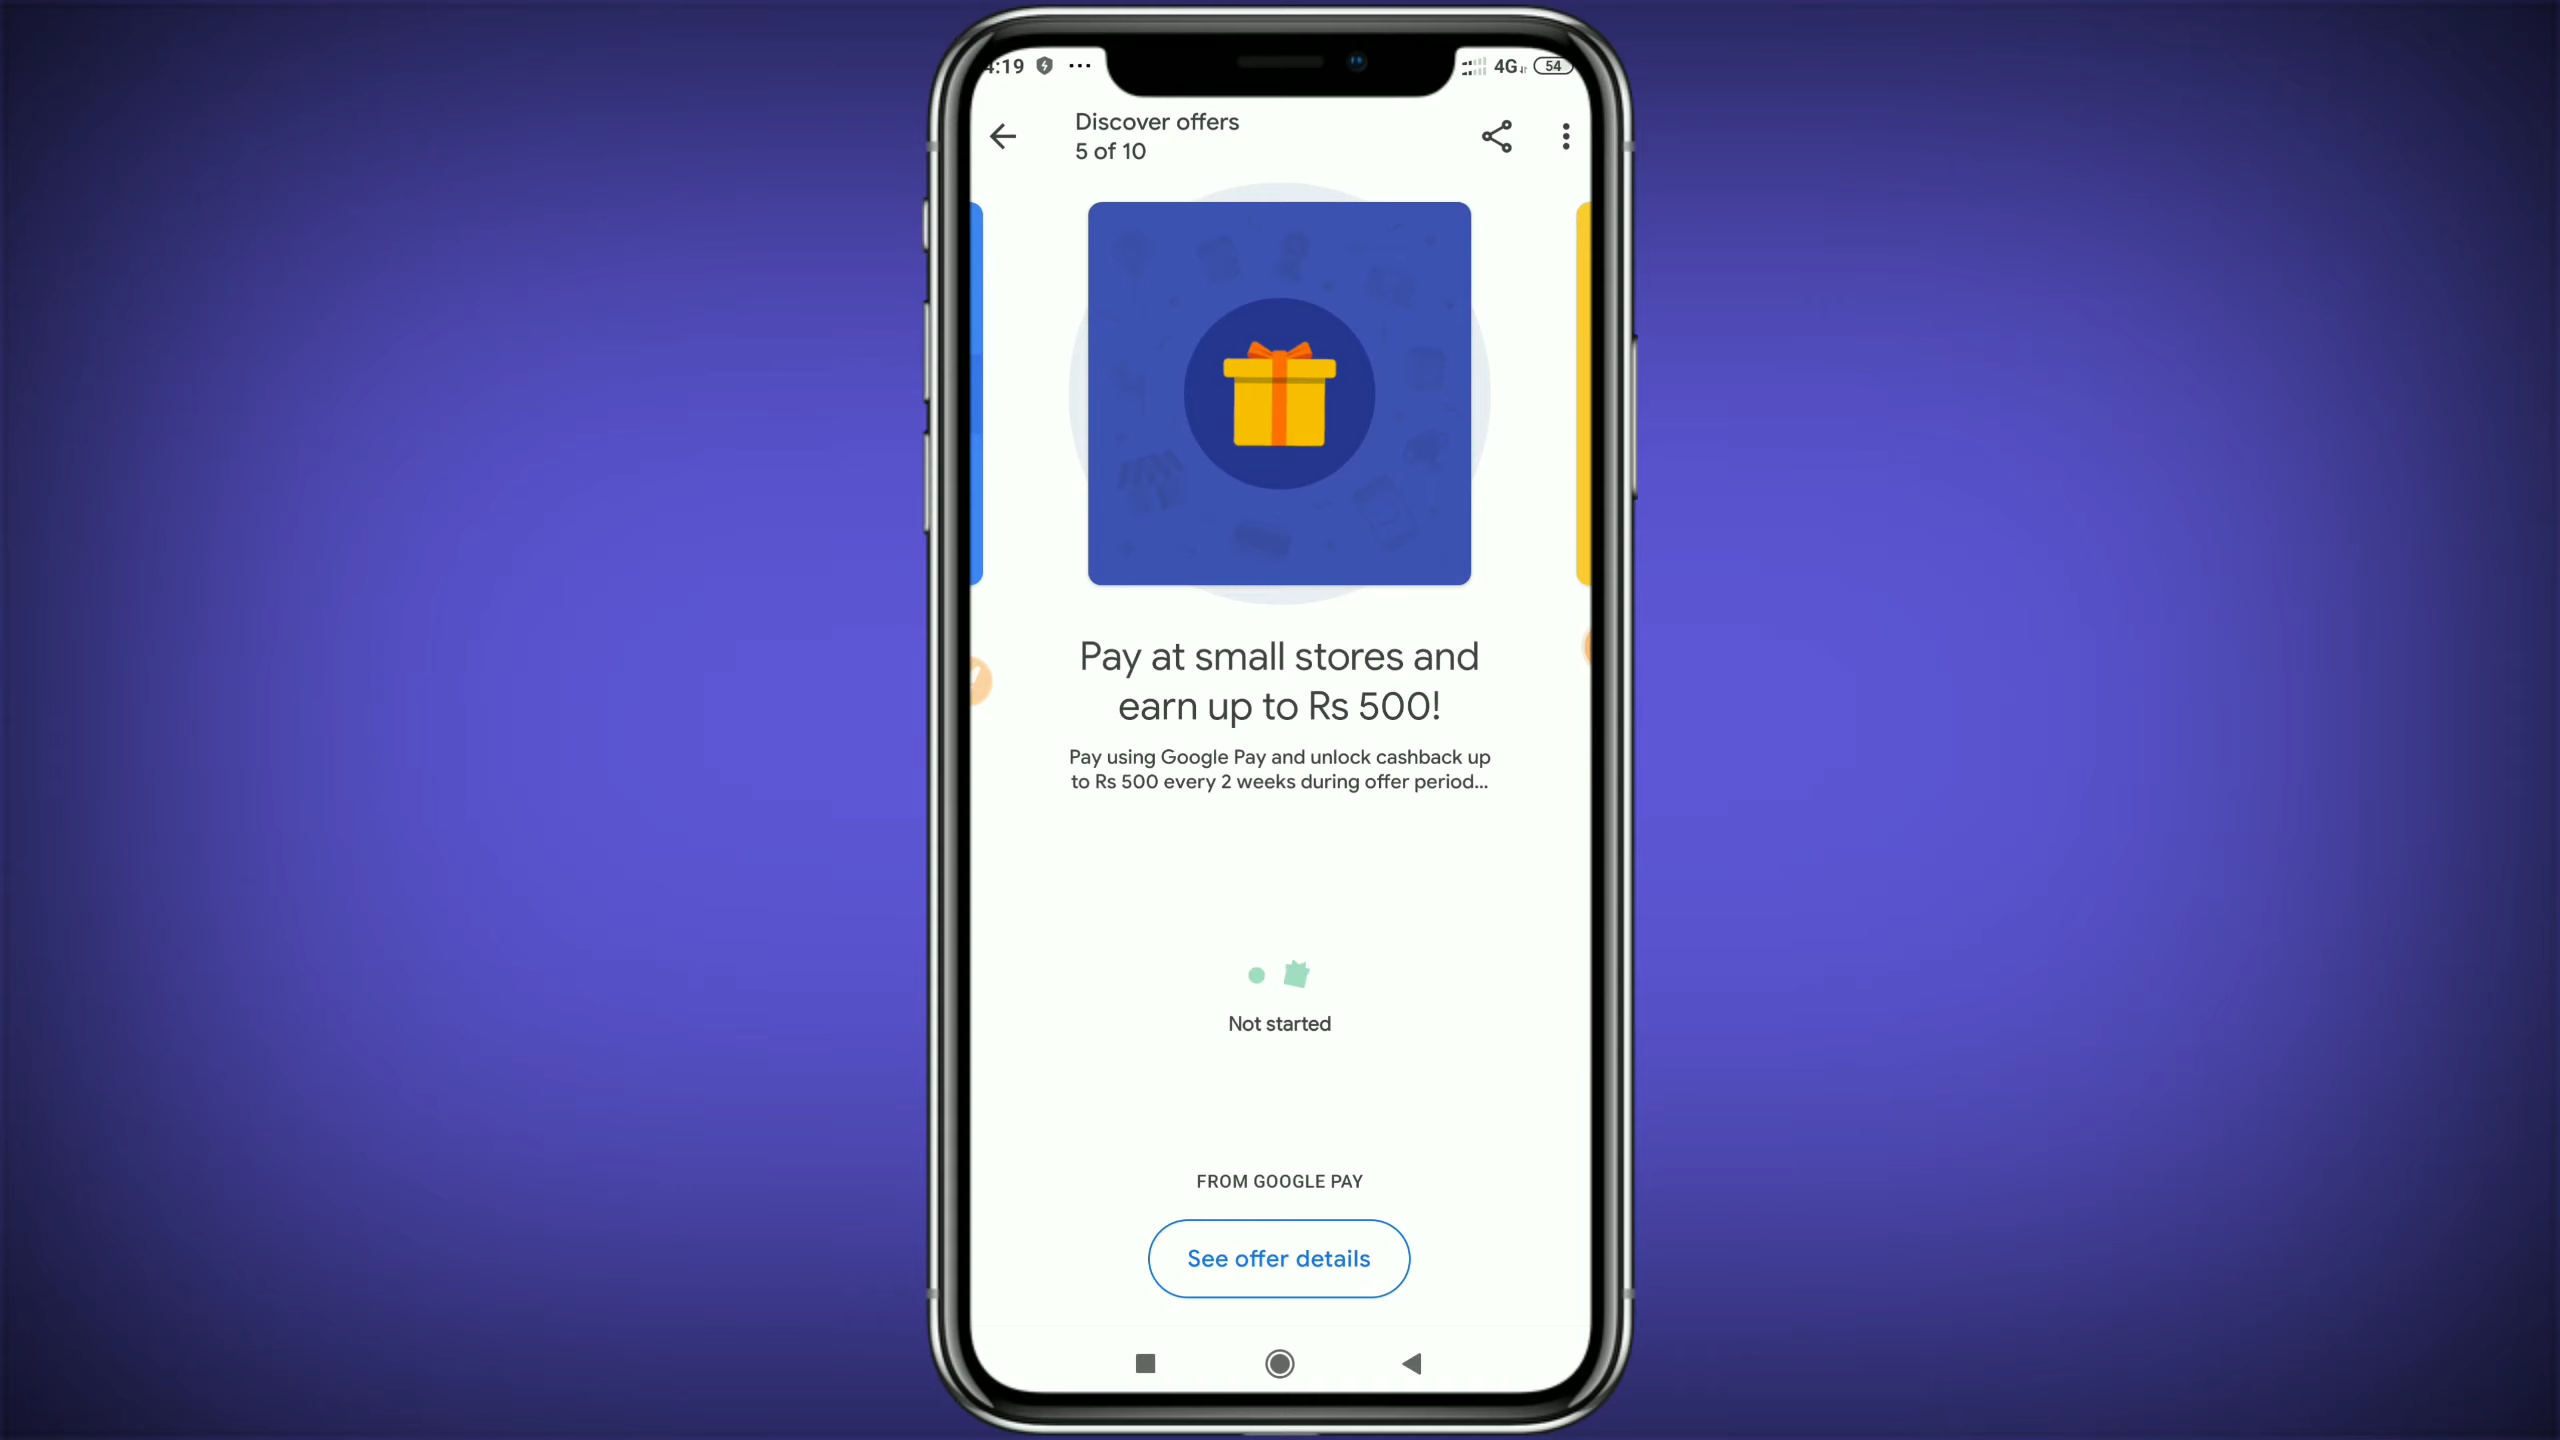 4:19
4G
54
Discover offers
5 of 10
Pay at small stores and
earn up to Rs 500!
Pay using Google Pay and unlock cashback up
to Rs 500 every 2 weeks during offer period...
Not started
FROM GOOGLE PAY
See offer details